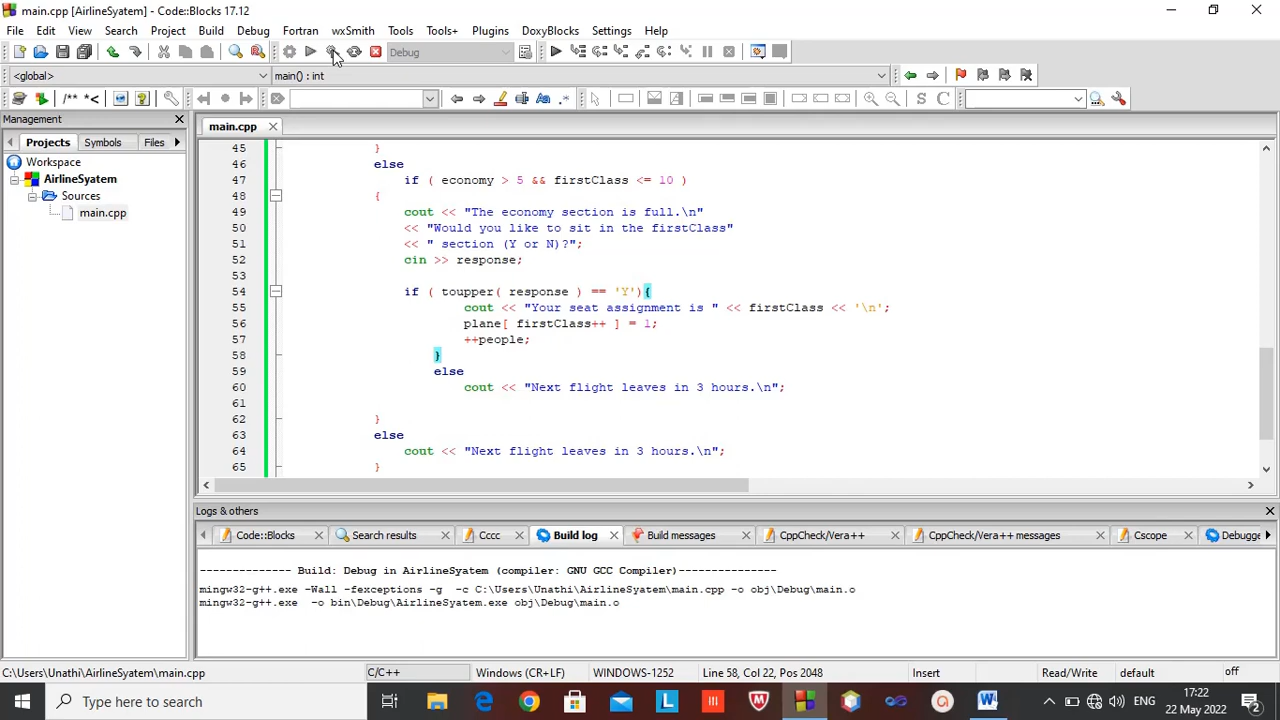 main.cpp [AirlineSyatem] - Code::Blocks 17.12
File Edit View Search Project Build Debug Fortran wxSmith Tools Tools+ Plugins DoxyBlocks Settings Help
Debug
<global>
main() : int
/** *<
S C
Management
Projects Symbols Files
Workspace
AirlineSyatem
Sources
main.cpp
main.cpp
45 }
46 else
47 if ( economy > 5 && firstClass <= 10 )
48 {
49 cout << "The economy section is full.\n"
50 << "Would you like to sit in the firstClass"
51 << " section (Y or N)?";
52 cin >> response;
53
54 if ( toupper( response ) == 'Y'){
55 cout << "Your seat assignment is " << firstClass << '\n';
56 plane[ firstClass++ ] = 1;
57 ++people;
58 }
59 else
60 cout << "Next flight leaves in 3 hours.\n";
61
62 }
63 else
64 cout << "Next flight leaves in 3 hours.\n";
65 }
Logs & others
Code::Blocks Search results Cccc Build log Build messages CppCheck/Vera++ CppCheck/Vera++ messages Cscope Debugge
-------------- Build: Debug in AirlineSyatem (compiler: GNU GCC Compiler)---------------
mingw32-g++.exe -Wall -fexceptions -g -c C:\Users\Unathi\AirlineSyatem\main.cpp -o obj\Debug\main.o
mingw32-g++.exe -o bin\Debug\AirlineSyatem.exe obj\Debug\main.o
C:\Users\Unathi\AirlineSyatem\main.cpp C/C++ Windows (CR+LF) WINDOWS-1252 Line 58, Col 22, Pos 2048 Insert Read/Write default off
Type here to search
ENG
17:22
22 May 2022
2